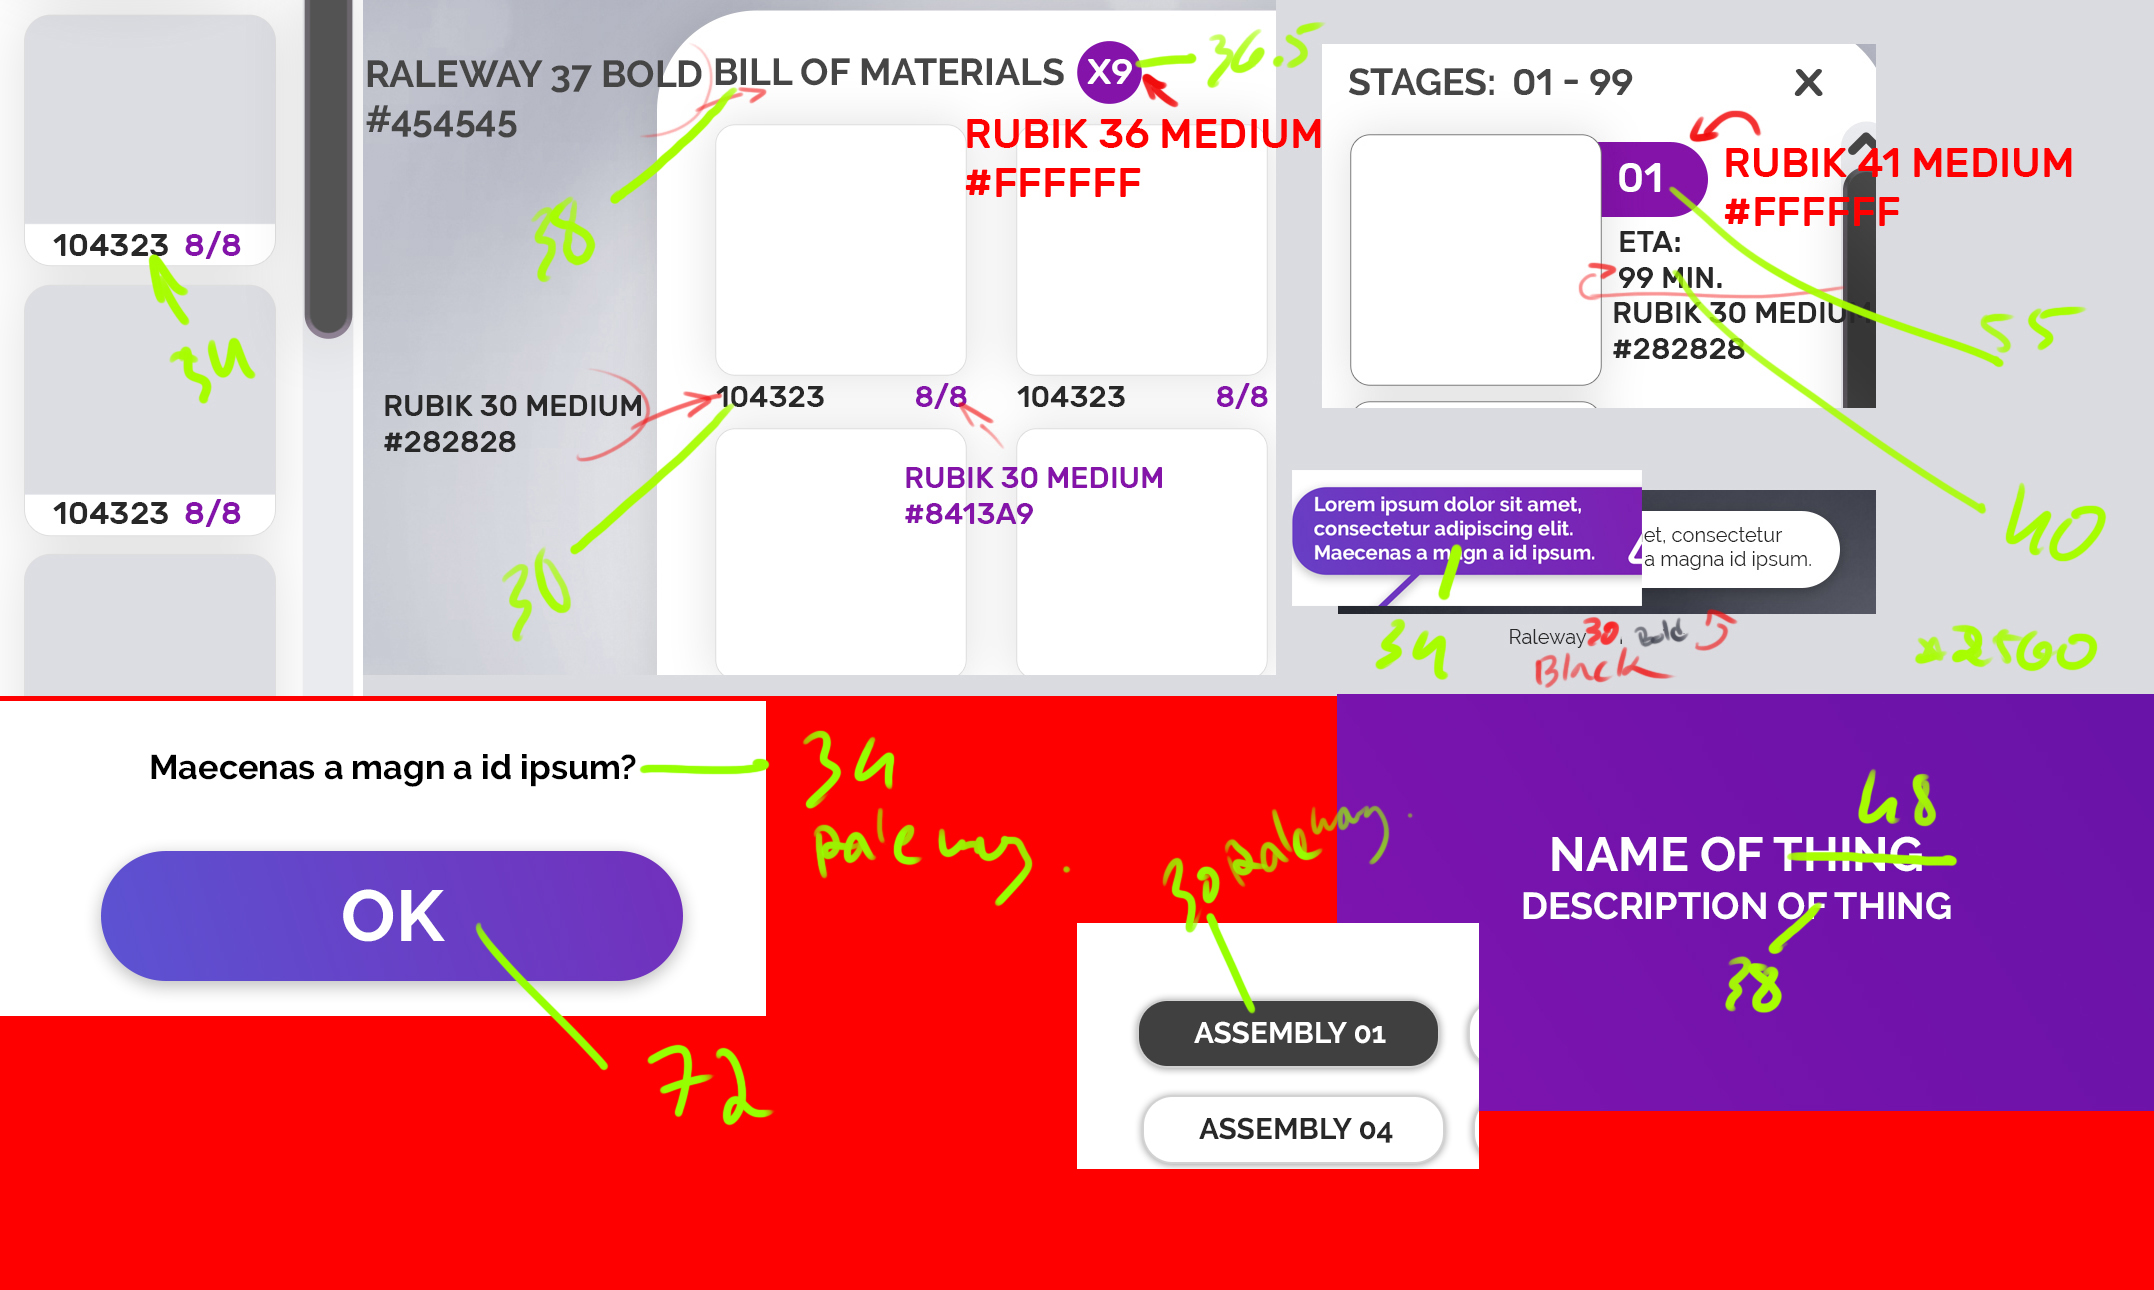 104323 8/8
34
104323 8/8
RALEWAY 37 BOLD
#454545
BILL OF MATERIALS X9
36.5
38
RUBIK 36 MEDIUM
#FFFFFF
104323 8/8
104323 8/8
RUBIK 30 MEDIUM
#282828
30
RUBIK 30 MEDIUM
#8413A9
STAGES: 01 - 99 X
01
RUBIK 41 MEDIUM
#FFFFFF
ETA:
99 MIN.
RUBIK 30 MEDIUM
#282828
55
40
Lorem ipsum dolor sit amet,
consectetur adipiscing elit.
Maecenas a magn a id ipsum.
et, consectetur
a magna id ipsum.
34
Raleway 30 Bold
Black
2560
Maecenas a magn a id ipsum?
34
Raleway.
OK
72
30 Raleway.
ASSEMBLY 01
ASSEMBLY 04
48
NAME OF THING
DESCRIPTION OF THING
38